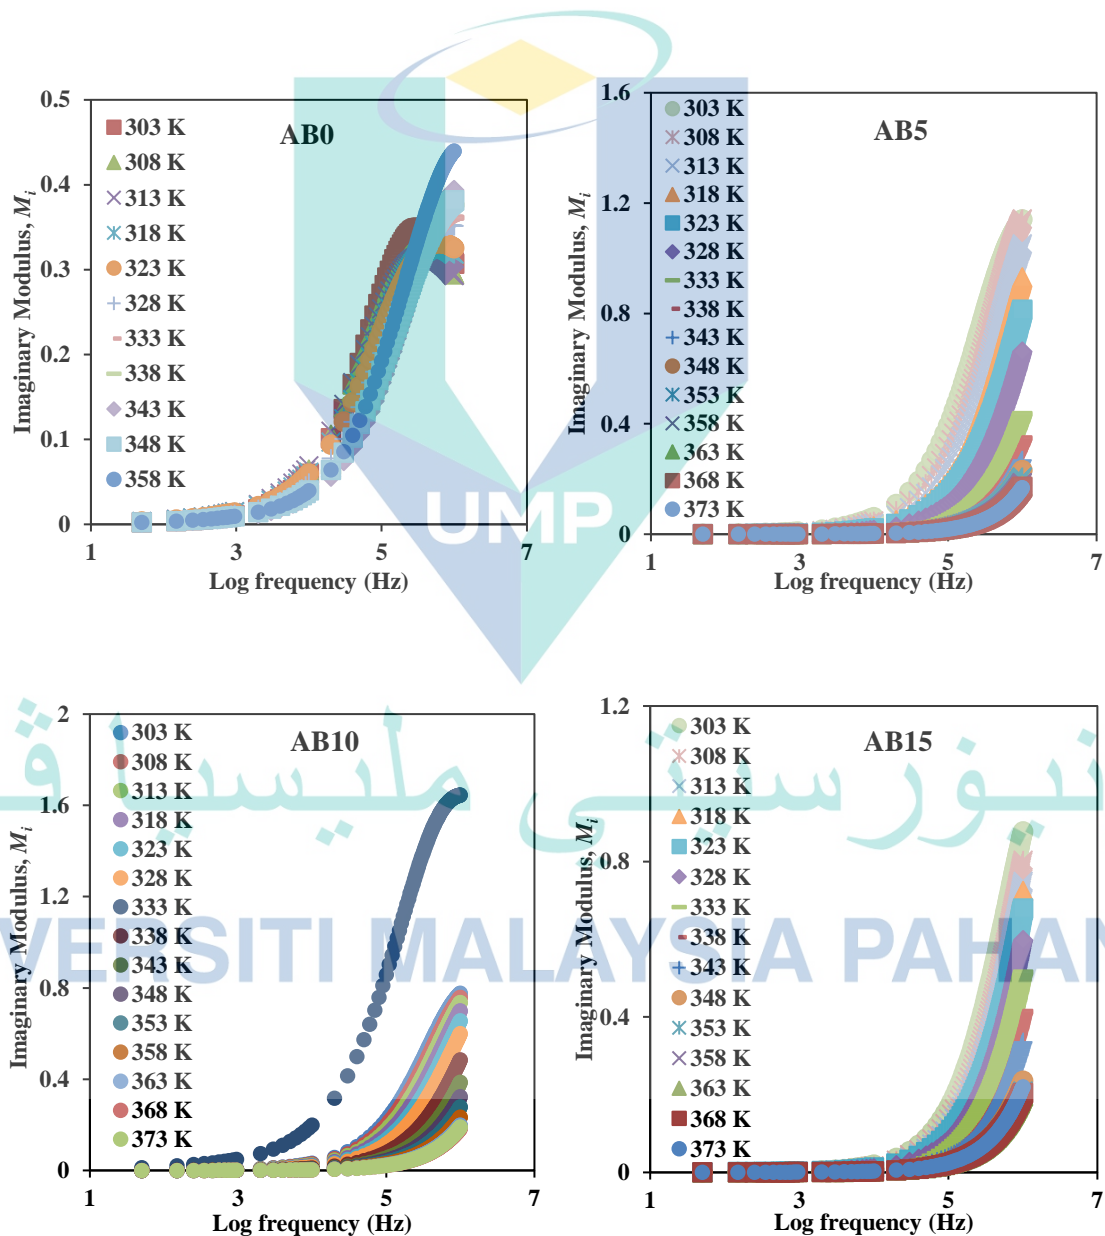 AB0
Imaginary Modulus, Mi
0.5
0.4
0.3
0.2
0.1
0
303 K
308 K
313 K
318 K
323 K
328 K
333 K
338 K
343 K
348 K
358 K
1 3 5 7
Log frequency (Hz)
AB5
Imaginary Modulus, Mi
1.6
1.2
0.8
0.4
0
303 K
308 K
313 K
318 K
323 K
328 K
333 K
338 K
343 K
348 K
353 K
358 K
363 K
368 K
373 K
1 3 5 7
Log frequency (Hz)
UMP
AB10
Imaginary Modulus, Mi
2
1.6
1.2
0.8
0.4
0
303 K
308 K
313 K
318 K
323 K
328 K
333 K
338 K
343 K
348 K
353 K
358 K
363 K
368 K
373 K
1 3 5 7
Log frequency (Hz)
AB15
Imaginary Modulus, Mi
1.2
0.8
0.4
0
303 K
308 K
313 K
318 K
323 K
328 K
333 K
338 K
343 K
348 K
353 K
358 K
363 K
368 K
373 K
1 3 5 7
Log frequency (Hz)
مليسيا
VERSITI MALAYSIA PAHAN